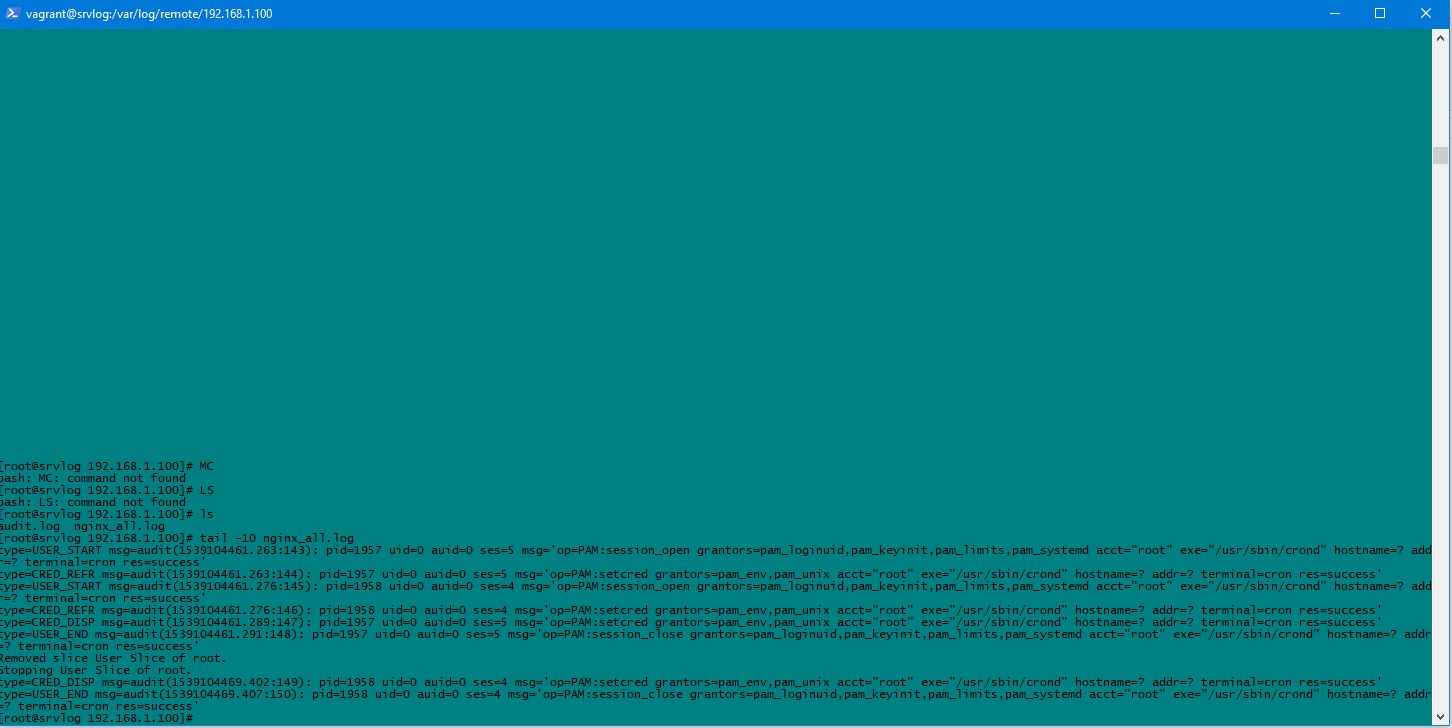 vagrant@srvlog:/var/log/remote/192.168.1.100
[root@srvlog 192.168.1.100]# MC
bash: MC: command not found
[root@srvlog 192.168.1.100]# LS
bash: LS: command not found
[root@srvlog 192.168.1.100]# ls
audit.log  nginx_all.log
[root@srvlog 192.168.1.100]# tail -10 nginx_all.log
type=USER_START msg=audit(1539104461.263:143): pid=1957 uid=0 auid=0 ses=5 msg='op=PAM:session_open grantors=pam_loginuid,pam_keyinit,pam_limits,pam_systemd acct="root" exe="/usr/sbin/crond" hostname=? add
r=? terminal=cron res=success'
type=CRED_REFR msg=audit(1539104461.263:144): pid=1957 uid=0 auid=0 ses=5 msg='op=PAM:setcred grantors=pam_env,pam_unix acct="root" exe="/usr/sbin/crond" hostname=? addr=? terminal=cron res=success'
type=USER_START msg=audit(1539104461.276:145): pid=1958 uid=0 auid=0 ses=4 msg='op=PAM:session_open grantors=pam_loginuid,pam_keyinit,pam_limits,pam_systemd acct="root" exe="/usr/sbin/crond" hostname=? add
r=? terminal=cron res=success'
type=CRED_REFR msg=audit(1539104461.276:146): pid=1958 uid=0 auid=0 ses=4 msg='op=PAM:setcred grantors=pam_env,pam_unix acct="root" exe="/usr/sbin/crond" hostname=? addr=? terminal=cron res=success'
type=CRED_DISP msg=audit(1539104461.289:147): pid=1957 uid=0 auid=0 ses=5 msg='op=PAM:setcred grantors=pam_env,pam_unix acct="root" exe="/usr/sbin/crond" hostname=? addr=? terminal=cron res=success'
type=USER_END msg=audit(1539104461.291:148): pid=1957 uid=0 auid=0 ses=5 msg='op=PAM:session_close grantors=pam_loginuid,pam_keyinit,pam_limits,pam_systemd acct="root" exe="/usr/sbin/crond" hostname=? addr
=? terminal=cron res=success'
Removed slice User Slice of root.
Stopping User Slice of root.
type=CRED_DISP msg=audit(1539104469.402:149): pid=1958 uid=0 auid=0 ses=4 msg='op=PAM:setcred grantors=pam_env,pam_unix acct="root" exe="/usr/sbin/crond" hostname=? addr=? terminal=cron res=success'
type=USER_END msg=audit(1539104469.407:150): pid=1958 uid=0 auid=0 ses=4 msg='op=PAM:session_close grantors=pam_loginuid,pam_keyinit,pam_limits,pam_systemd acct="root" exe="/usr/sbin/crond" hostname=? addr
=? terminal=cron res=success'
[root@srvlog 192.168.1.100]#